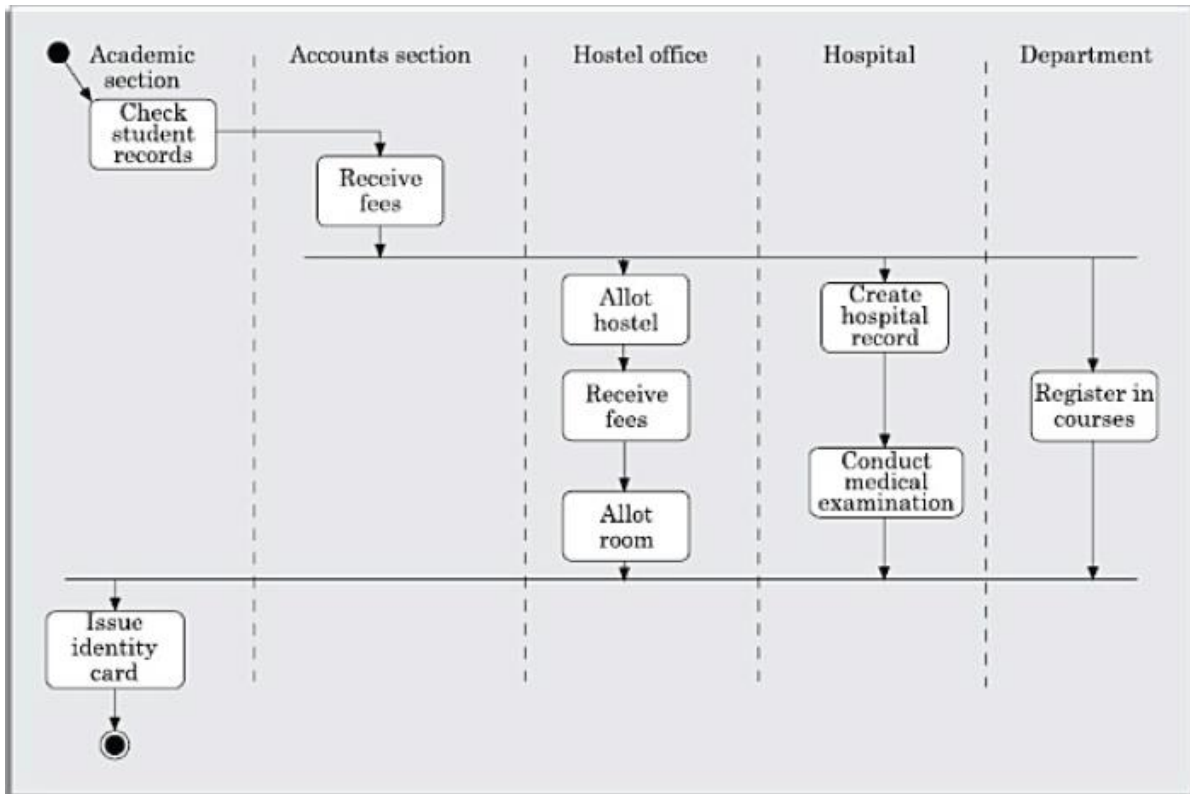 Academic
section
Accounts section
Hostel office
Hospital
Department
Check
student
records
Receive
fees
Allot
hostel
Receive
fees
Allot
room
Create
hospital
record
Conduct
medical
examination
Register in
courses
Issue
identity
card